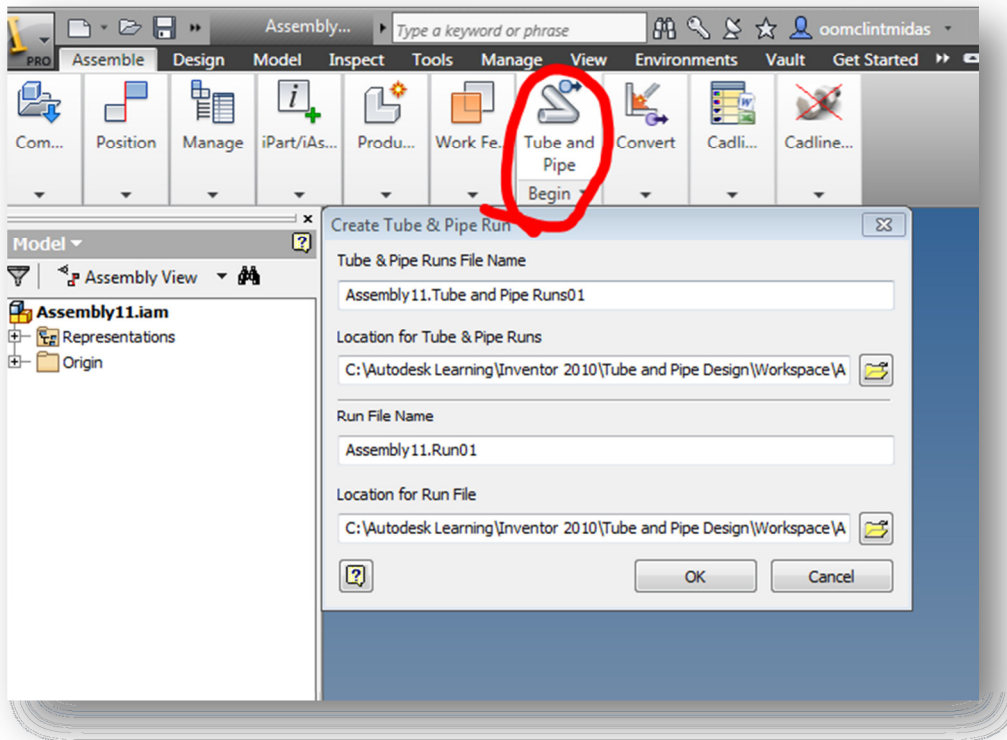 Assembly... Type a keyword or phrase oomclintmidas
PRO Assemble Design Model Inspect Tools Manage View Environments Vault Get Started
Com... Position Manage iPart/iAs... Produ... Work Fe... Tube and Pipe Convert Cadli... Cadline...
Begin
Model
Assembly View
Assembly11.iam
Representations
Origin
Create Tube & Pipe Run
Tube & Pipe Runs File Name
Assembly11.Tube and Pipe Runs01
Location for Tube & Pipe Runs
C:\Autodesk Learning\Inventor 2010\Tube and Pipe Design\Workspace\A
Run File Name
Assembly11.Run01
Location for Run File
C:\Autodesk Learning\Inventor 2010\Tube and Pipe Design\Workspace\A
OK Cancel